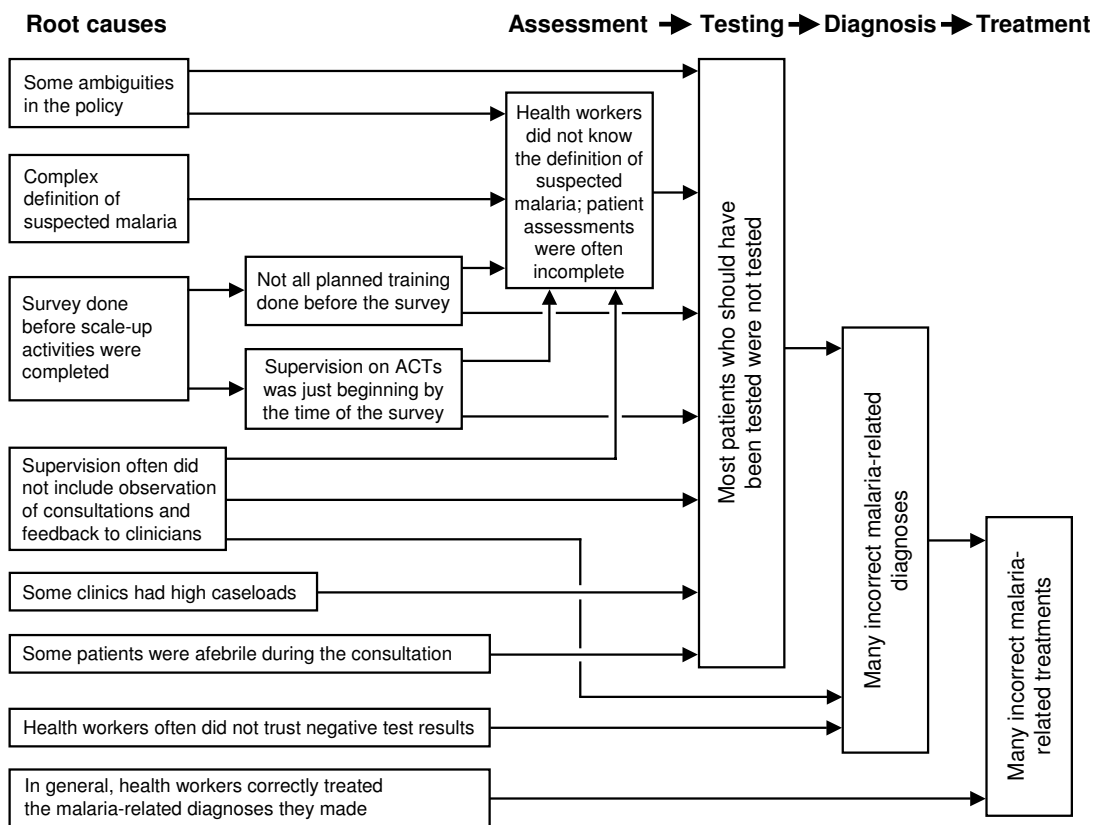 Root causes
Assessment
Testing
Diagnosis
Treatment
Some ambiguities
in the policy
Complex
definition of
suspected malaria
Survey done
before scale-up
activities were
completed
Not all planned training
done before the survey
Supervision on ACTs
was just beginning by
the time of the survey
Supervision often did
not include observation
of consultations and
feedback to clinicians
Some clinics had high caseloads
Some patients were afebrile during the consultation
Health workers often did not trust negative test results
In general, health workers correctly treated
the malaria-related diagnoses they made
Health workers
did not know
the definition of
suspected
malaria; patient
assessments
were often
incomplete
Most patients who should have
been tested were not tested
Many incorrect malaria-related
diagnoses
Many incorrect malaria-
related treatments